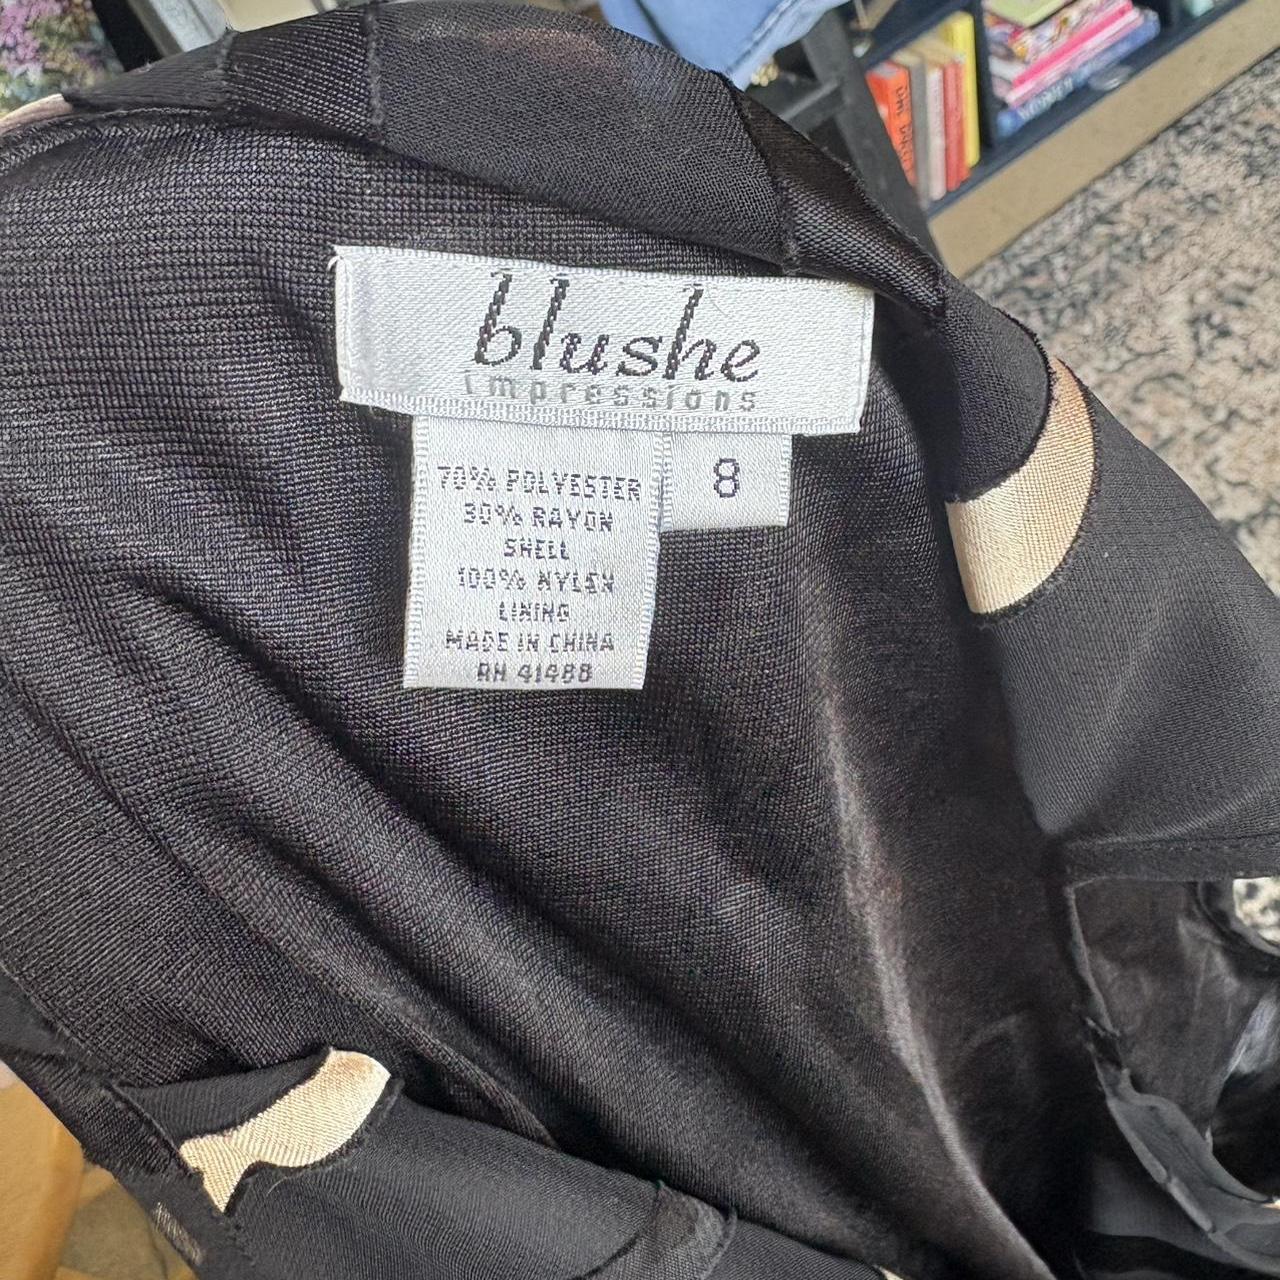 blushe
impressions
8
70% POLYESTER
30% RAYON
SHELL
100% NYLON
LINING
MADE IN CHINA
RN 41488